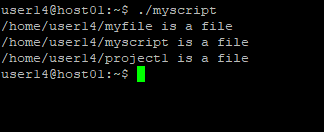 user14@host01:~$ ./myscript
/home/user14/myfile is a file
/home/user14/myscript is a file
/home/user14/project1 is a file
user14@host01:~$